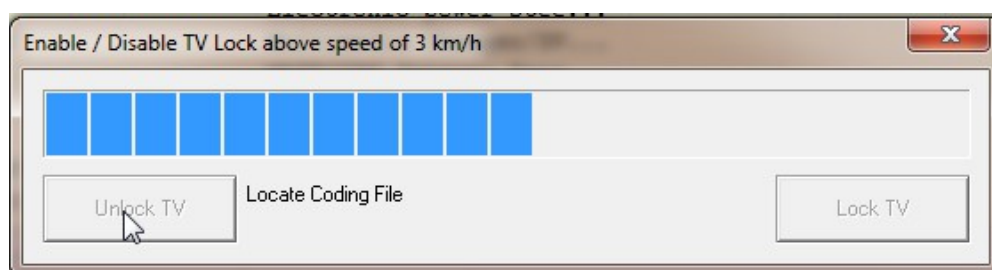 Enable / Disable TV Lock above speed of 3 km/h
Unlock TV
Locate Coding File
Lock TV